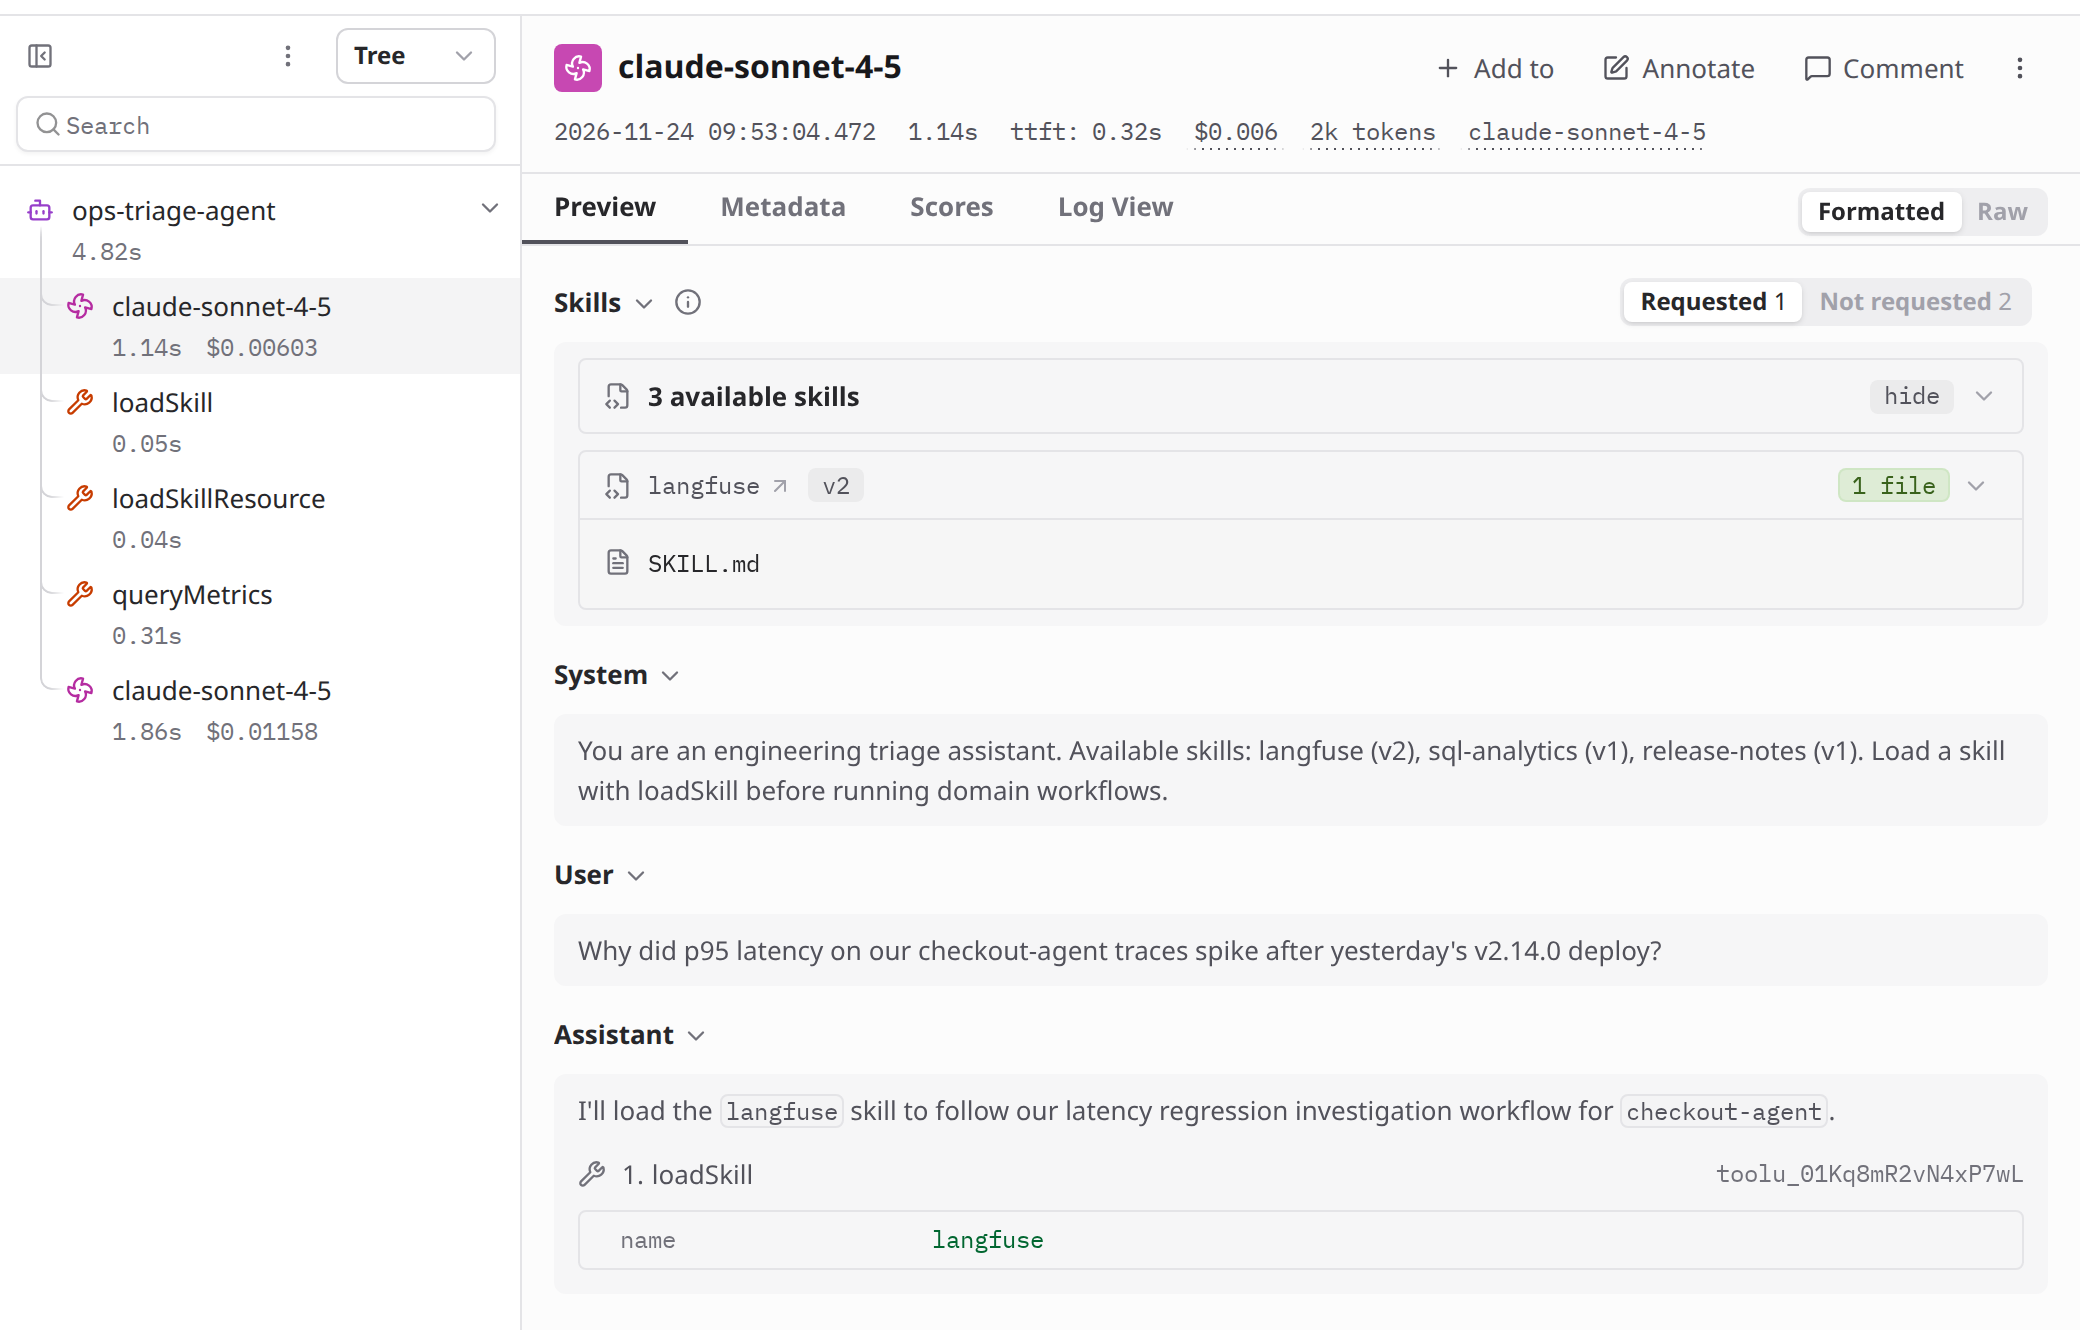 Tree
Search
ops-triage-agent
4.82s
claude-sonnet-4-5
1.14s $0.00603
loadSkill
0.05s
loadSkillResource
0.04s
queryMetrics
0.31s
claude-sonnet-4-5
1.86s $0.01158
claude-sonnet-4-5
Add to Annotate Comment
2026-11-24 09:53:04.472 1.14s ttft: 0.32s $0.006 2k tokens claude-sonnet-4-5
Preview Metadata Scores Log View Formatted Raw
Skills Requested 1 Not requested 2
3 available skills hide
langfuse v2 1 file
SKILL.md
System
You are an engineering triage assistant. Available skills: langfuse (v2), sql-analytics (v1), release-notes (v1). Load a skill
with loadSkill before running domain workflows.
User
Why did p95 latency on our checkout-agent traces spike after yesterday's v2.14.0 deploy?
Assistant
I'll load the langfuse skill to follow our latency regression investigation workflow for checkout-agent.
1. loadSkill toolu_01Kq8mR2vN4xP7wL
name langfuse